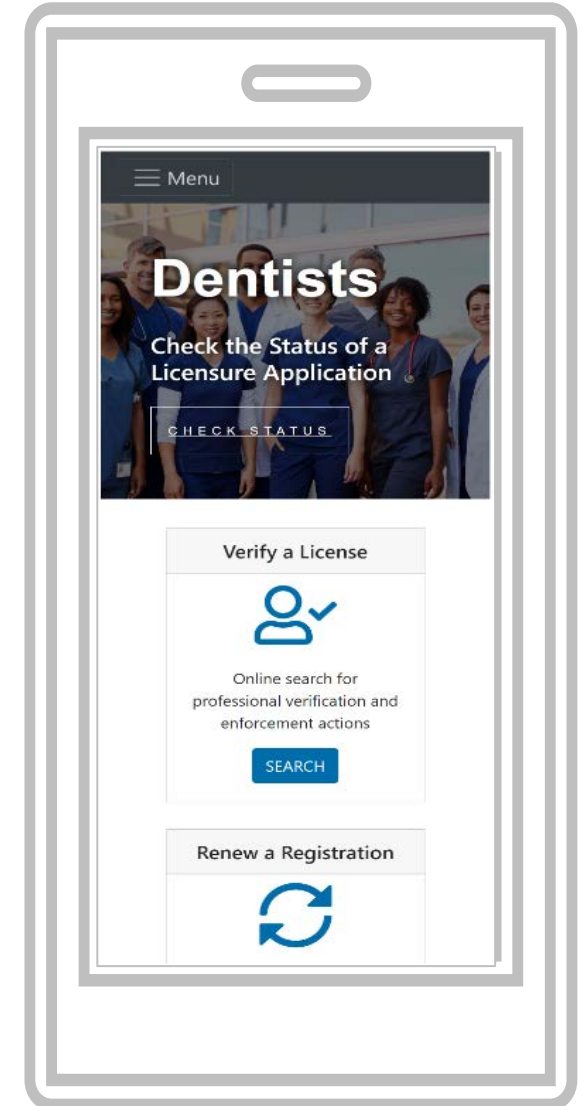 Menu
Dentists
Check the Status of a
Licensure Application
CHECK STATUS
Verify a License
Online search for
professional verification and
enforcement actions
SEARCH
Renew a Registration